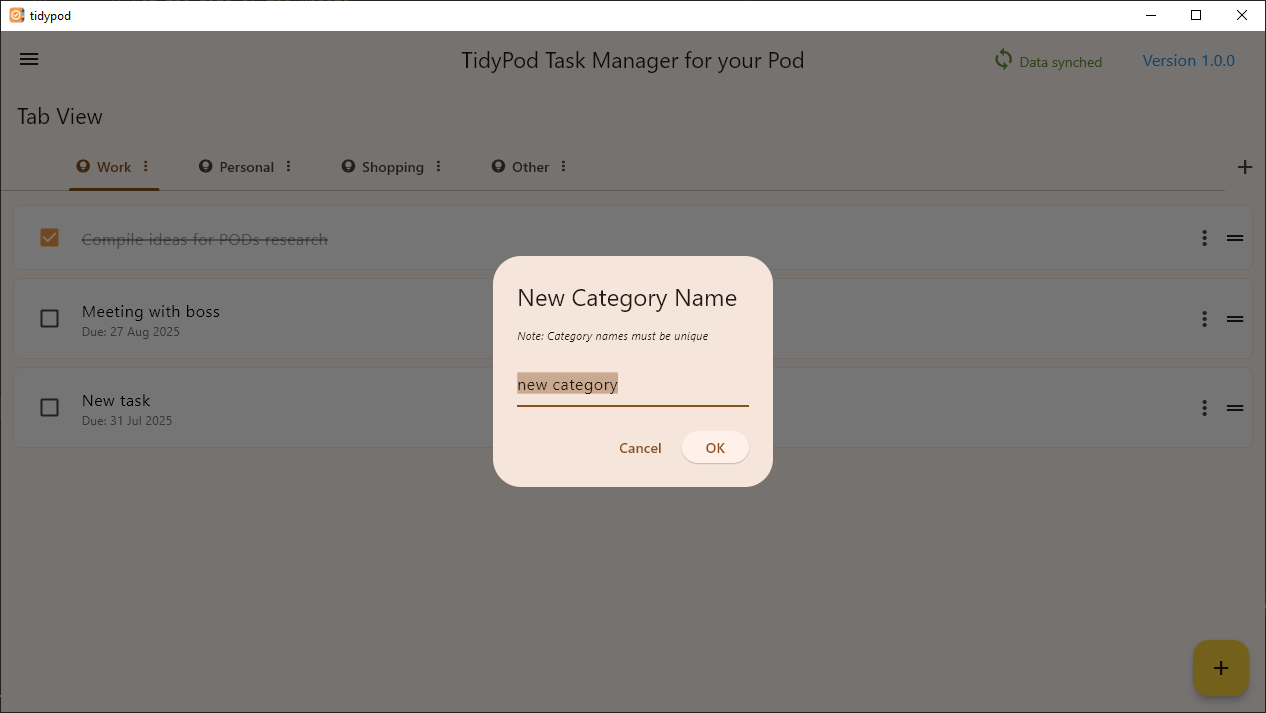 tidypod
TidyPod Task Manager for your Pod
Data synched
Version 1.0.0
Tab View
Work
Personal
Shopping
Other
Compile ideas for PODs research
Meeting with boss
Due: 27 Aug 2025
New task
Due: 31 Jul 2025
New Category Name
Note: Category names must be unique
new category
Cancel
OK